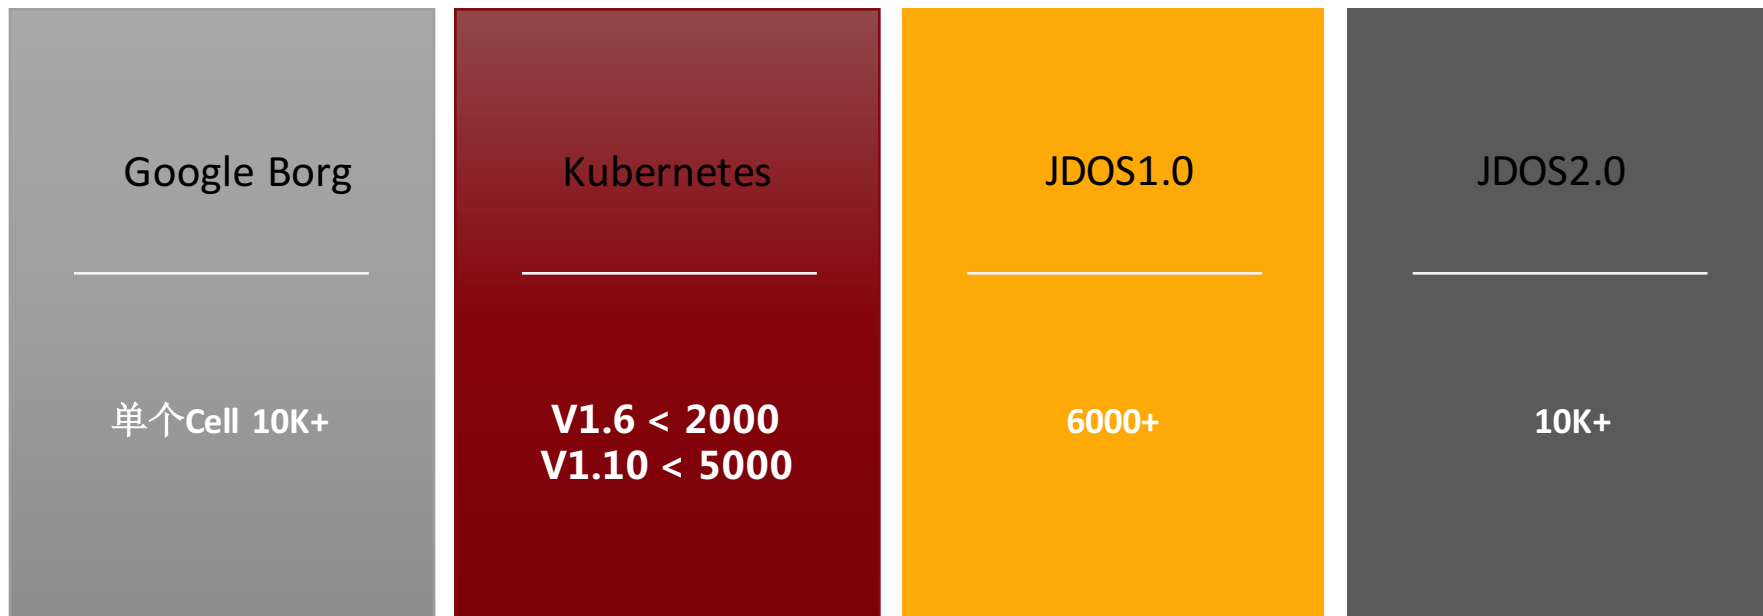 Google Borg
单个Cell 10K+
Kubernetes
V1.6 < 2000
V1.10 < 5000
JDOS1.0
6000+
JDOS2.0
10K+